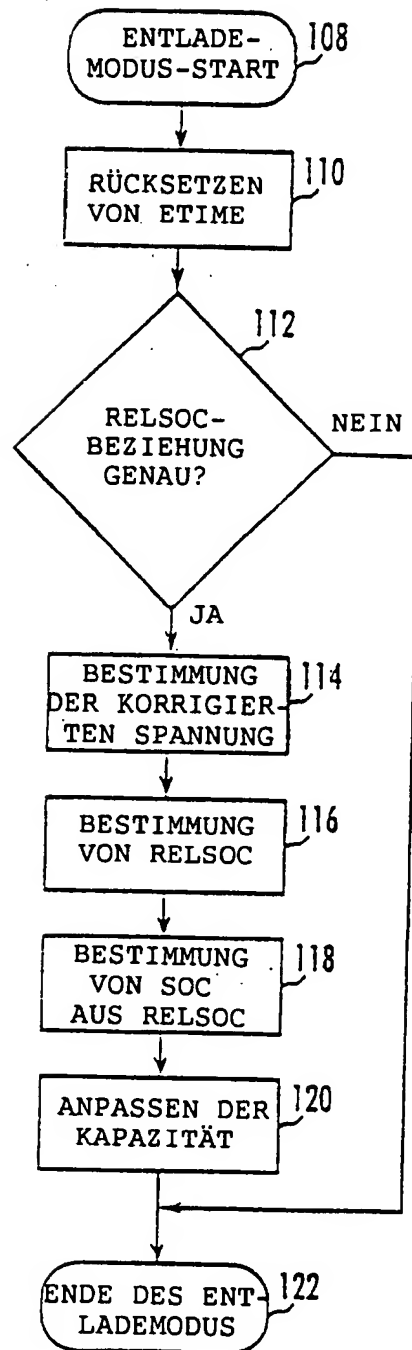 ENTLADE-
MODUS-START
108
RÜCKSETZEN
VON ETIME
110
112
RELSOC-
BEZIEHUNG
GENAU?
NEIN
JA
BESTIMMUNG
DER KORRIGIER-
TEN SPANNUNG
114
BESTIMMUNG
VON RELSOC
116
BESTIMMUNG
VON SOC
AUS RELSOC
118
ANPASSEN DER
KAPAZITÄT
120
ENDE DES ENT-
LADEMODUS
122